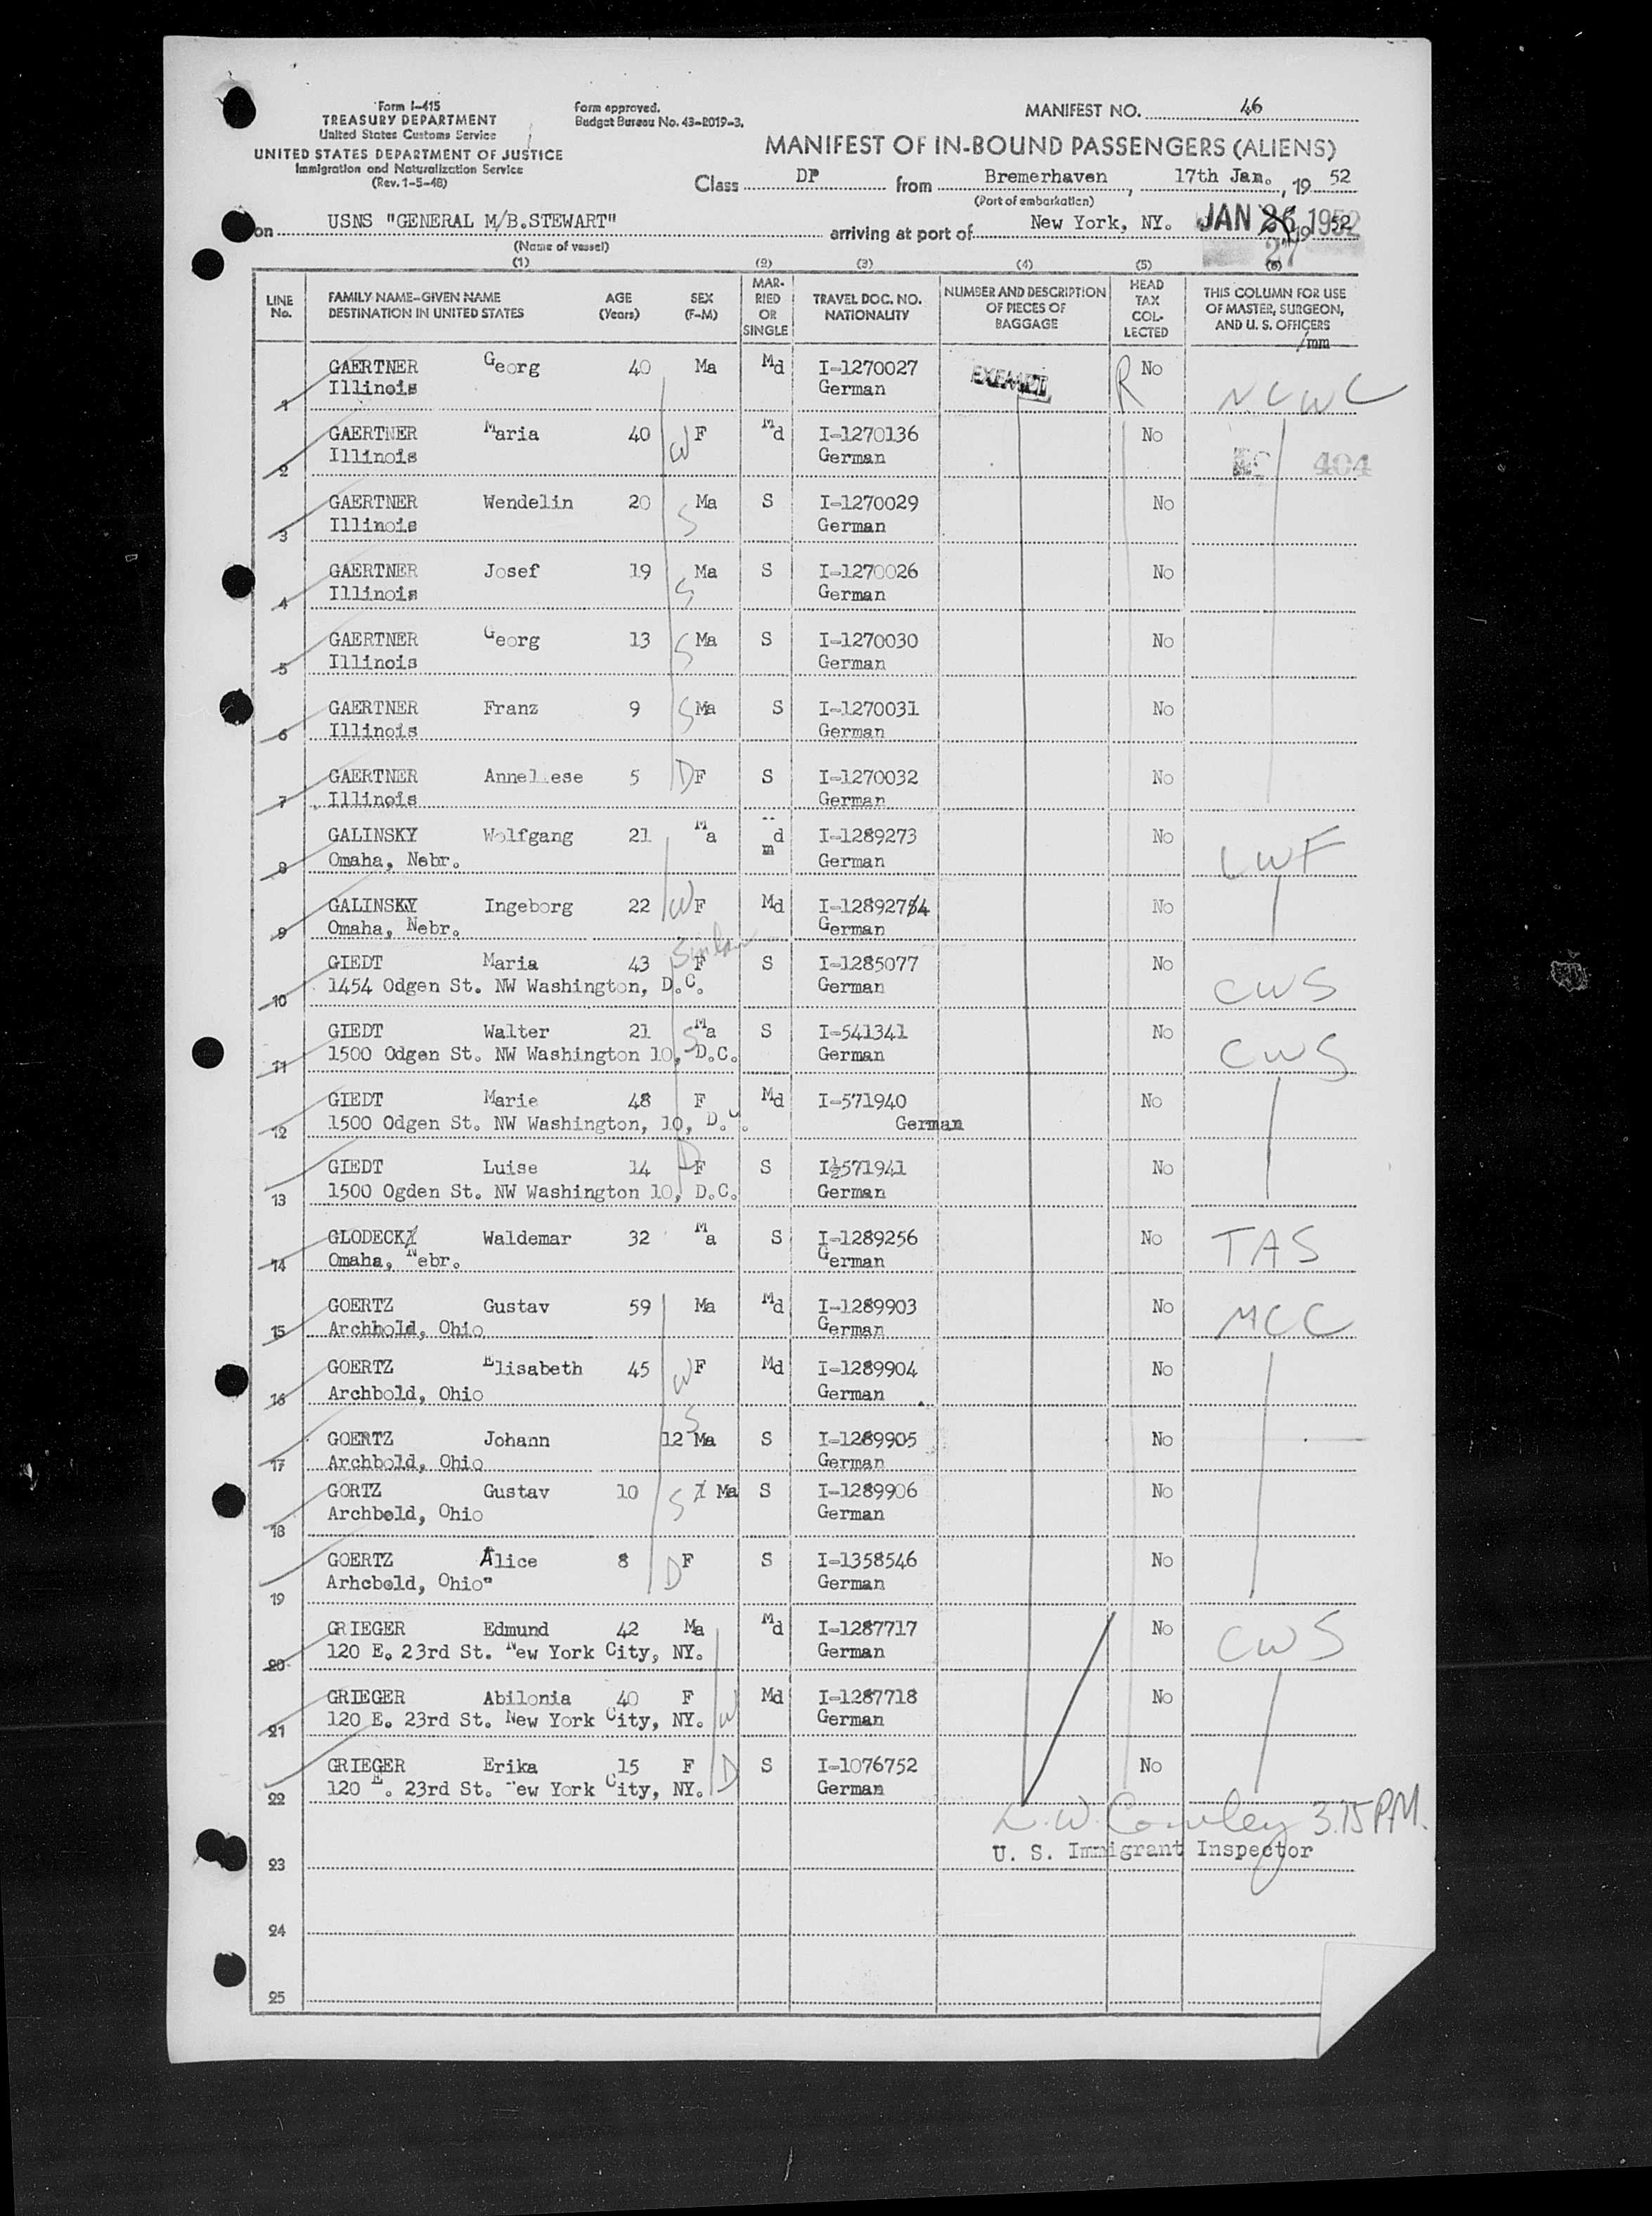 Form I-415
TREASURY DEPARTMENT
United States Customs Service
UNITED STATES DEPARTMENT OF JUSTICE
Immigration and Naturalization Service
(Rev. 1-5-48)
Form approved.
Budget Bureau No. 43-R019-3.
MANIFEST NO. 46
MANIFEST OF IN-BOUND PASSENGERS (ALIENS)
Class DP from Bremerhaven, 17th Jan., 1952
(Port of embarkation)
on USNS "GENERAL M/B.STEWART" arriving at port of New York, NY. JAN 26 1952 1952
27
(Name of vessel)
(1) (2) (3) (4) (5) (6)
LINE No. FAMILY NAME-GIVEN NAME DESTINATION IN UNITED STATES AGE (Years) SEX (F-M) MARRIED OR SINGLE TRAVEL DOC. NO. NATIONALITY NUMBER AND DESCRIPTION OF PIECES OF BAGGAGE HEAD TAX COLLECTED THIS COLUMN FOR USE OF MASTER, SURGEON, AND U. S. OFFICERS
/mm
1 GAERTNER Georg 40 Ma Md I-1270027 EXEMPT R No NCWC
Illinois German
2 GAERTNER Maria 40 W F Md I-1270136 No
Illinois German 404
3 GAERTNER Wendelin 20 S Ma S I-1270029 No
Illinois German
4 GAERTNER Josef 19 S Ma S I-1270026 No
Illinois German
5 GAERTNER Georg 13 S Ma S I-1270030 No
Illinois German
6 GAERTNER Franz 9 S Ma S I-1270031 No
Illinois German
7 GAERTNER Annel ese 5 D F S I-1270032 No
Illinois German
8 GALINSKY Wolfgang 21 Ma d m I-1289273 No LWF
Omaha, Nebr. German
9 GALINSKY Ingeborg 22 W F Md I-1289274 No
Omaha, Nebr. German
10 GIEDT Maria 43 F S I-1285077 No CWS
1454 Odgen St. NW Washington, D.C. German
11 GIEDT Walter 21 S Ma S I-541341 No CWS
1500 Odgen St. NW Washington 10, D.C. German
12 GIEDT Marie 48 F Md I-571940 No
1500 Odgen St. NW Washington, 10, D.C. German
13 GIEDT Luise 14 D F S I-571941 No
1500 Ogden St. NW Washington 10, D.C. German
14 GLODECKI Waldemar 32 Ma S I-1289256 No TAS
Omaha, Nebr. German
15 GOERTZ Gustav 59 Ma Md I-1289903 No MCC
Archbold, Ohio German
16 GOERTZ Elisabeth 45 W F Md I-1289904 No
Archbold, Ohio German
17 GOERTZ Johann 12 S Ma S I-1289905 No
Archbold, Ohio German
18 GORTZ Gustav 10 S Ma S I-1289906 No
Archbold, Ohio German
19 GOERTZ Alice 8 D F S I-1358546 No
Arhcbold, Ohio" German
20 GRIEGER Edmund 42 Ma Md I-1287717 No CWS
120 E. 23rd St. New York City, NY. German
21 GRIEGER Abilonia 40 F W Md I-1287718 No
120 E. 23rd St. New York City, NY. German
22 GRIEGER Erika 15 F D S I-1076752 No
120 E. 23rd St. New York City, NY. German
L.W. Cowley 3.15 P.M.
U. S. Immigrant Inspector
23
24
25